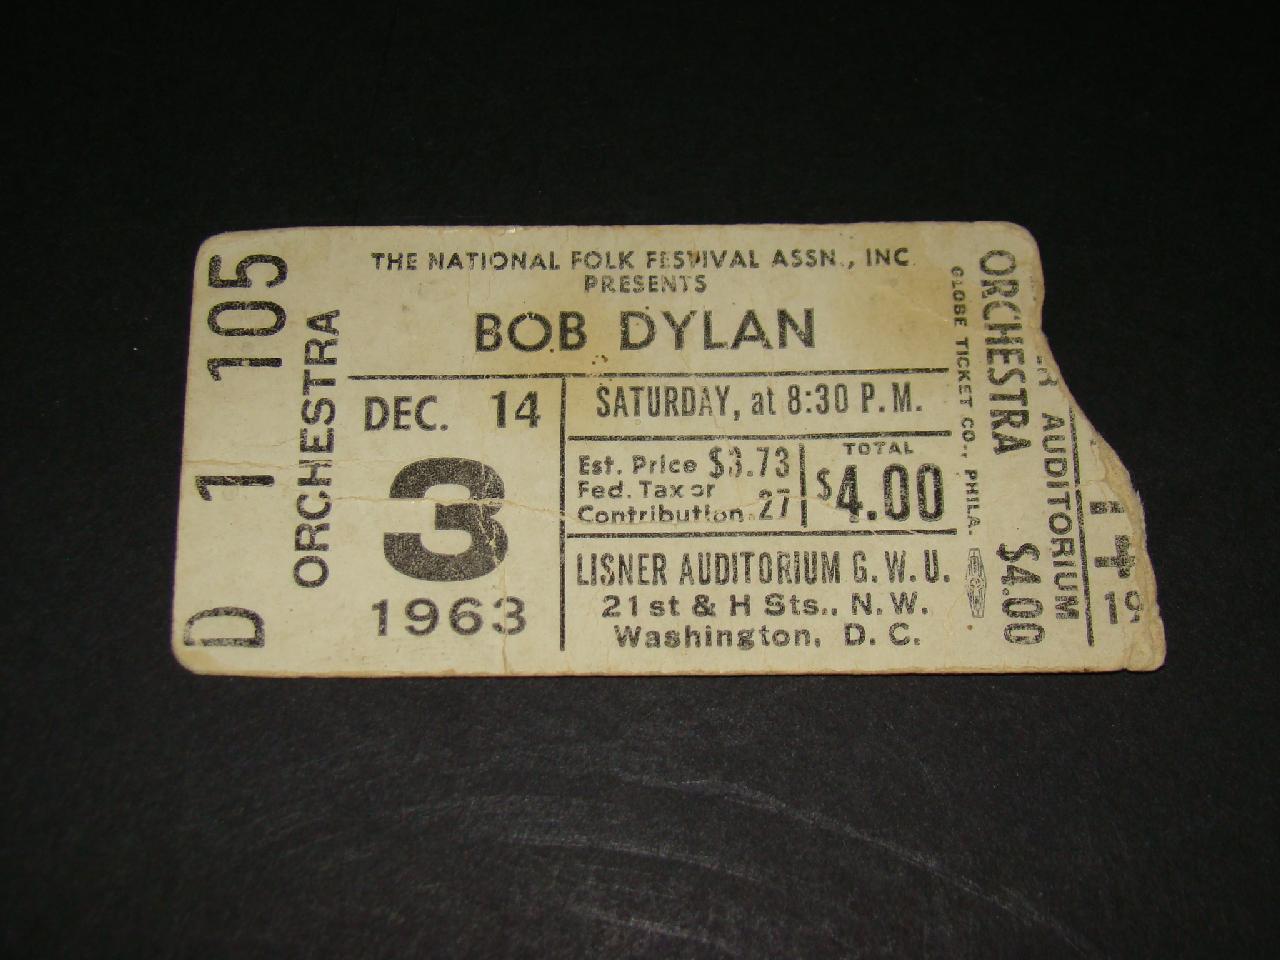 D 1 105
ORCHESTRA
THE NATIONAL FOLK FESTIVAL ASSN., INC.
PRESENTS
BOB DYLAN
DEC. 14
3
1963
SATURDAY, at 8:30 P.M.
Est. Price $3.73
Fed. Tax or
Contribution .27
TOTAL
$4.00
LISNER AUDITORIUM G. W. U.
21st & H Sts., N. W.
Washington, D. C.
GLOBE TICKET CO., PHILA.
ORCHESTRA $4.00
R AUDITORIUM
19